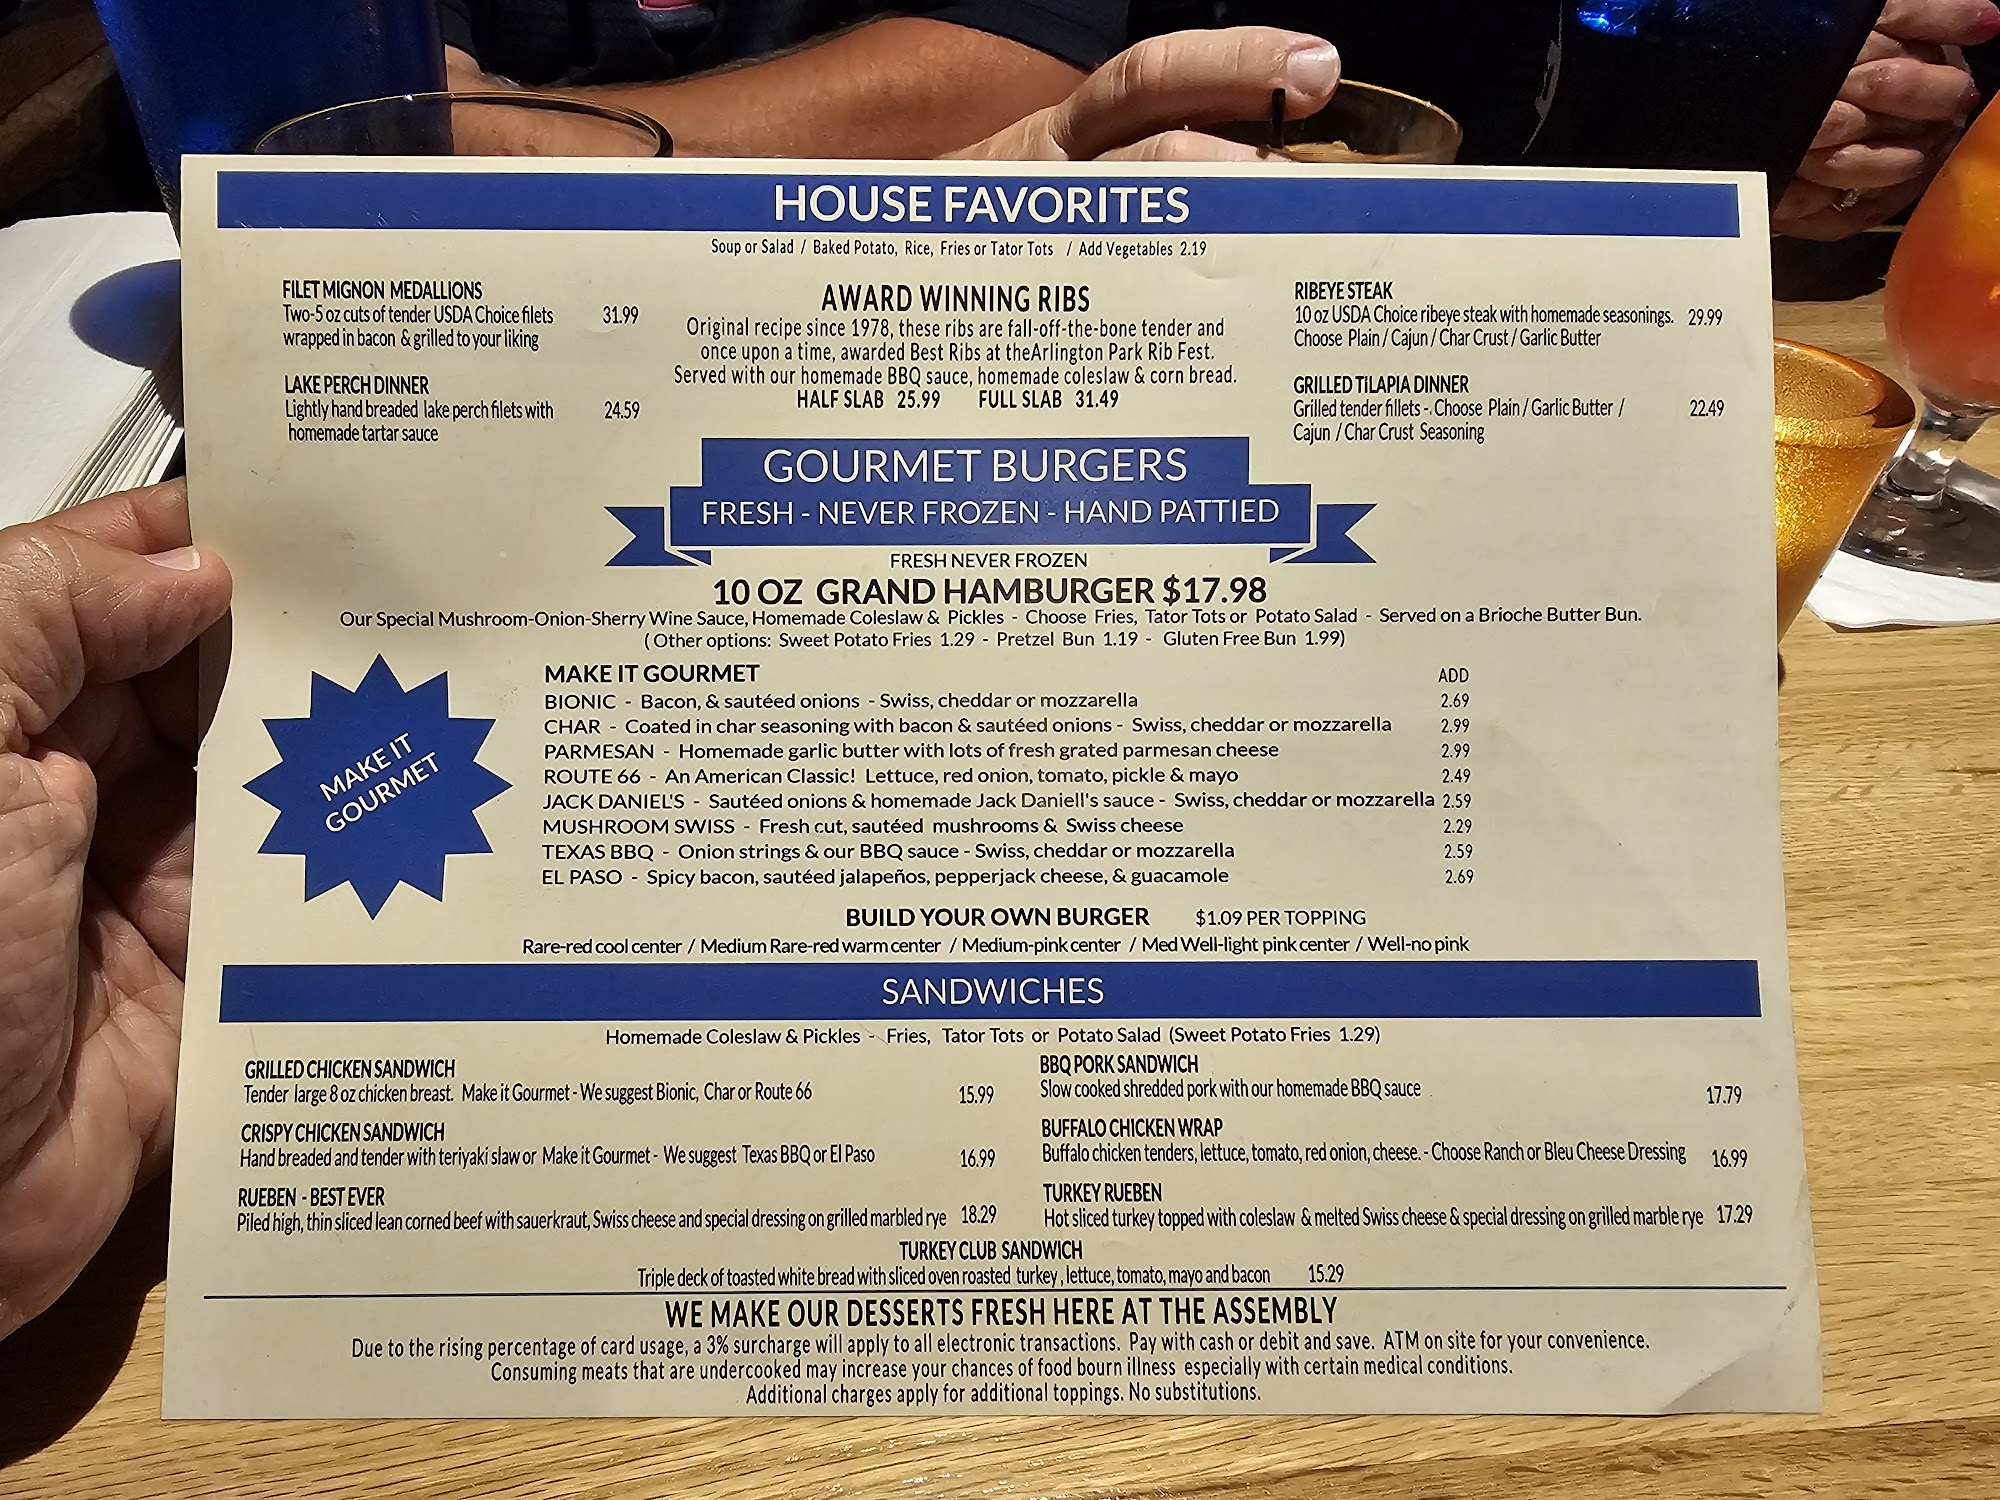 HOUSE FAVORITES
Soup or Salad / Baked Potato, Rice, Fries or Tator Tots / Add Vegetables 2.19
FILET MIGNON MEDALLIONS
Two-5 oz cuts of tender USDA Choice filets 31.99
wrapped in bacon & grilled to your liking
LAKE PERCH DINNER
Lightly hand breaded lake perch filets with 24.59
homemade tartar sauce
AWARD WINNING RIBS
Original recipe since 1978, these ribs are fall-off-the-bone tender and
once upon a time, awarded Best Ribs at theArlington Park Rib Fest.
Served with our homemade BBQ sauce, homemade coleslaw & corn bread.
HALF SLAB 25.99 FULL SLAB 31.49
RIBEYE STEAK
10 oz USDA Choice ribeye steak with homemade seasonings. 29.99
Choose Plain / Cajun / Char Crust / Garlic Butter
GRILLED TILAPIA DINNER
Grilled tender fillets -. Choose Plain / Garlic Butter / 22.49
Cajun / Char Crust Seasoning
GOURMET BURGERS
FRESH - NEVER FROZEN - HAND PATTIED
FRESH NEVER FROZEN
10 OZ GRAND HAMBURGER $17.98
Our Special Mushroom-Onion-Sherry Wine Sauce, Homemade Coleslaw & Pickles - Choose Fries, Tator Tots or Potato Salad - Served on a Brioche Butter Bun.
( Other options: Sweet Potato Fries 1.29 - Pretzel Bun 1.19 - Gluten Free Bun 1.99)
MAKE IT
GOURMET
MAKE IT GOURMET ADD
BIONIC - Bacon, & sautéed onions - Swiss, cheddar or mozzarella 2.69
CHAR - Coated in char seasoning with bacon & sautéed onions - Swiss, cheddar or mozzarella 2.99
PARMESAN - Homemade garlic butter with lots of fresh grated parmesan cheese 2.99
ROUTE 66 - An American Classic! Lettuce, red onion, tomato, pickle & mayo 2.49
JACK DANIEL'S - Sautéed onions & homemade Jack Daniell's sauce - Swiss, cheddar or mozzarella 2.59
MUSHROOM SWISS - Fresh cut, sautéed mushrooms & Swiss cheese 2.29
TEXAS BBQ - Onion strings & our BBQ sauce - Swiss, cheddar or mozzarella 2.59
EL PASO - Spicy bacon, sautéed jalapeños, pepperjack cheese, & guacamole 2.69
BUILD YOUR OWN BURGER $1.09 PER TOPPING
Rare-red cool center / Medium Rare-red warm center / Medium-pink center / Med Well-light pink center / Well-no pink
SANDWICHES
Homemade Coleslaw & Pickles - Fries, Tator Tots or Potato Salad (Sweet Potato Fries 1.29)
GRILLED CHICKEN SANDWICH
Tender large 8 oz chicken breast. Make it Gourmet - We suggest Bionic, Char or Route 66 15.99
CRISPY CHICKEN SANDWICH
Hand breaded and tender with teriyaki slaw or Make it Gourmet - We suggest Texas BBQ or El Paso 16.99
RUEBEN - BEST EVER
Piled high, thin sliced lean corned beef with sauerkraut, Swiss cheese and special dressing on grilled marbled rye 18.29
BBQ PORK SANDWICH
Slow cooked shredded pork with our homemade BBQ sauce 17.79
BUFFALO CHICKEN WRAP
Buffalo chicken tenders, lettuce, tomato, red onion, cheese. - Choose Ranch or Bleu Cheese Dressing 16.99
TURKEY RUEBEN
Hot sliced turkey topped with coleslaw & melted Swiss cheese & special dressing on grilled marble rye 17.29
TURKEY CLUB SANDWICH
Triple deck of toasted white bread with sliced oven roasted turkey, lettuce, tomato, mayo and bacon 15.29
WE MAKE OUR DESSERTS FRESH HERE AT THE ASSEMBLY
Due to the rising percentage of card usage, a 3% surcharge will apply to all electronic transactions. Pay with cash or debit and save. ATM on site for your convenience.
Consuming meats that are undercooked may increase your chances of food bourn illness especially with certain medical conditions.
Additional charges apply for additional toppings. No substitutions.